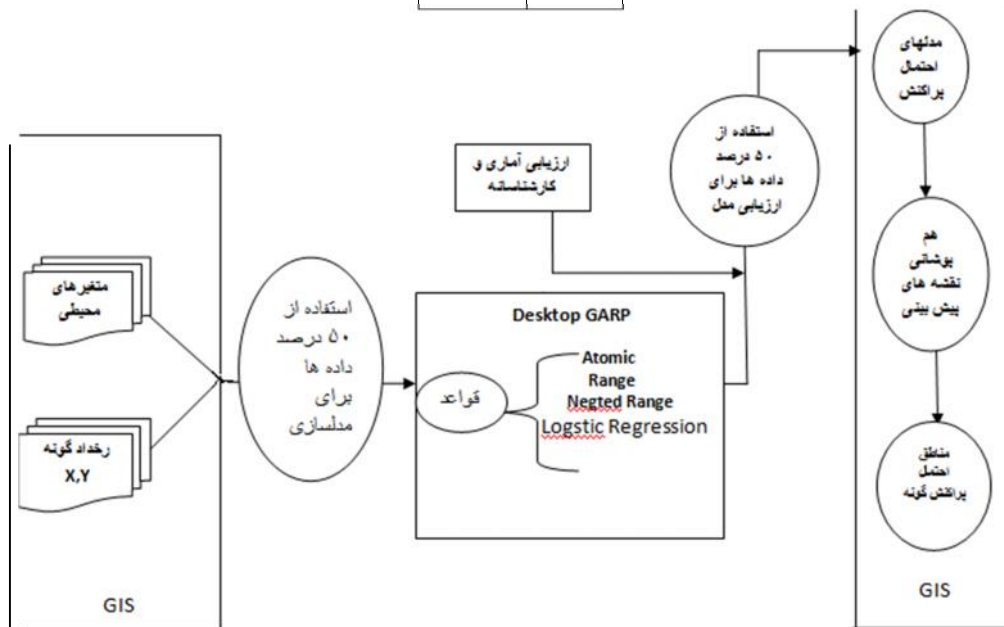 متغیرهای
محیطی
رخداد گونه
X,Y
GIS
استفاده از
۵۰ درصد
داده ها
برای
مدلسازی
ارزیابی آماری و
کارشناسانه
Desktop GARP
قواعد
Atomic
Range
Negted Range
Logstic Regression
استفاده از
۵۰ درصد
داده ها برای
ارزیابی مدل
مدلهای
احتمال
پراکنش
هم
پوشانی
نقشه های
پیش بینی
مناطق
احتمل
پراکنش گونه
GIS